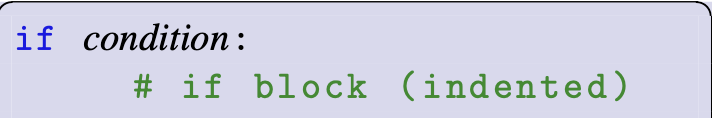 if condition:
    # if block (indented)